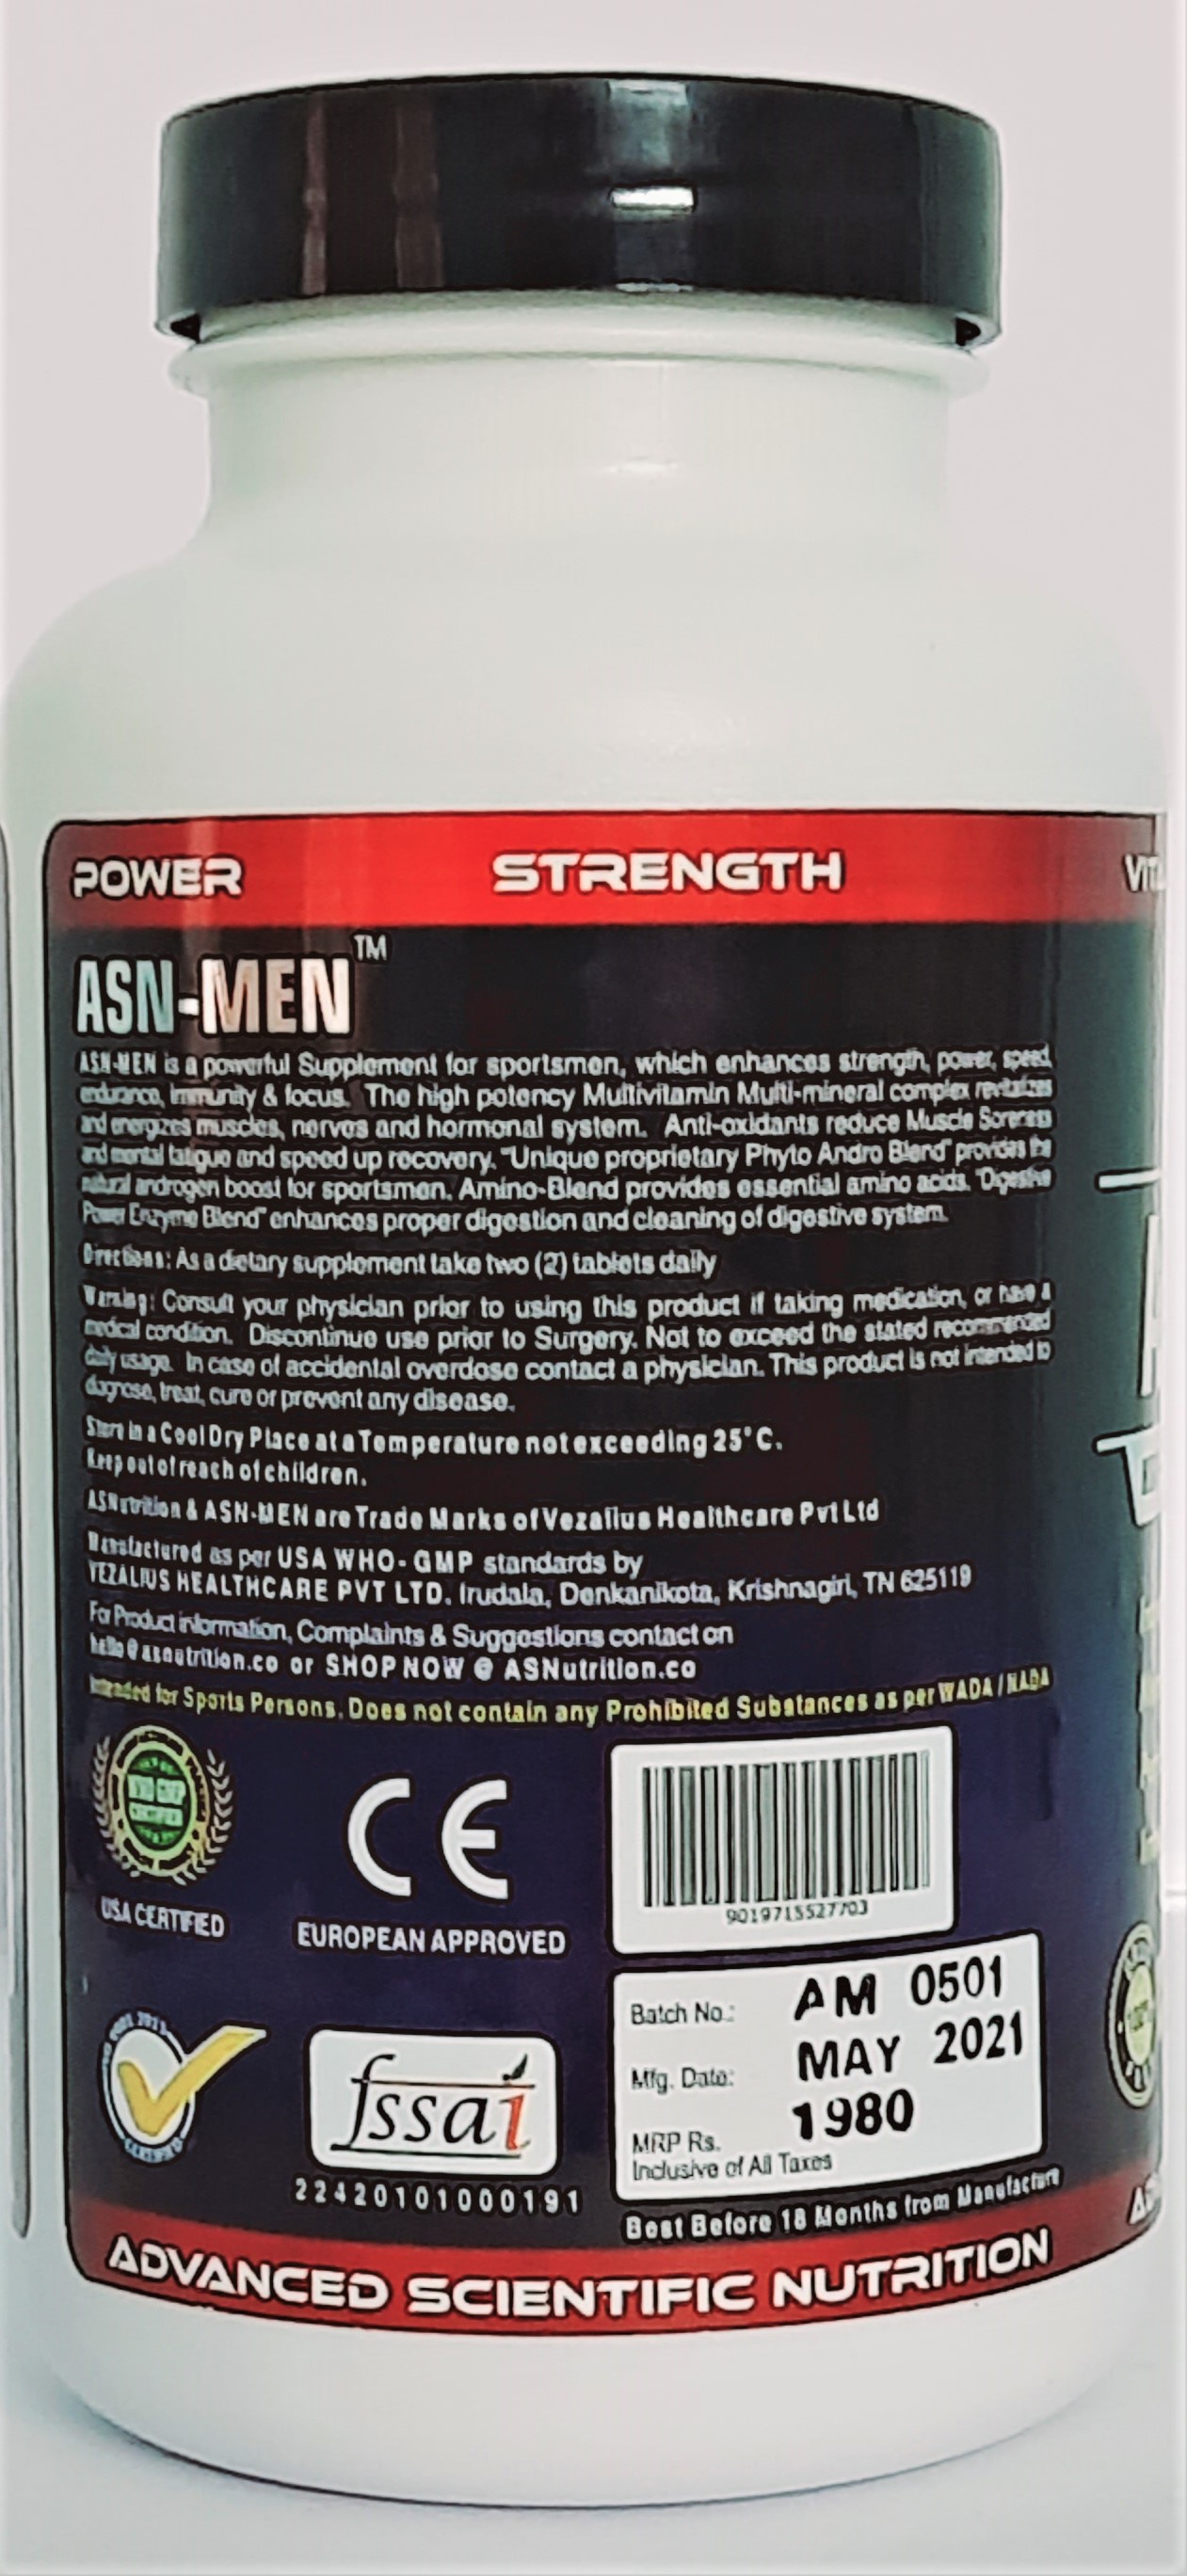 POWER STRENGTH
ASN-MEN™
ASN-MEN is a powerful Supplement for sportsmen, which enhances strength, power, speed,
endurance, immunity & focus. The high potency Multivitamin Multi-mineral complex revitalizes
and energizes muscles, nerves and hormonal system. Anti-oxidants reduce Muscle Soreness
and mental fatigue and speed up recovery. "Unique proprietary Phyto Andro Blend" provides the
natural androgen boost for sportsmen. Amino-Blend provides essential amino acids. "Digestive
Power Enzyme Blend" enhances proper digestion and cleaning of digestive system.
Directions: As a dietary supplement take two (2) tablets daily
Warning: Consult your physician prior to using this product if taking medication, or have a
medical condition. Discontinue use prior to Surgery. Not to exceed the stated recommended
daily usage. In case of accidental overdose contact a physician. This product is not intended to
diagnose, treat, cure or prevent any disease.
Store in a Cool Dry Place at a Temperature not exceeding 25°C.
Keep out of reach of children.
ASNutrition & ASN-MEN are Trade Marks of Vezalius Healthcare Pvt Ltd
Manufactured as per USA WHO-GMP standards by
VEZALIUS HEALTHCARE PVT LTD. Irudala, Denkanikota, Krishnagiri, TN 625119
For Product information, Complaints & Suggestions contact on
hello@asnutrition.co or SHOP NOW @ ASNutrition.co
Intended for Sports Persons. Does not contain any Prohibited Substances as per WADA / NADA
WHO GMP
CERTIFIED
USA CERTIFIED
CE
EUROPEAN APPROVED
9019715527703
Batch No.: AM 0501
Mfg. Date: MAY 2021
MRP Rs. 1980
Inclusive of All Taxes
Best Before 18 Months from Manufacture
CERTIFIED
fssai
22420101000191
ADVANCED SCIENTIFIC NUTRITION